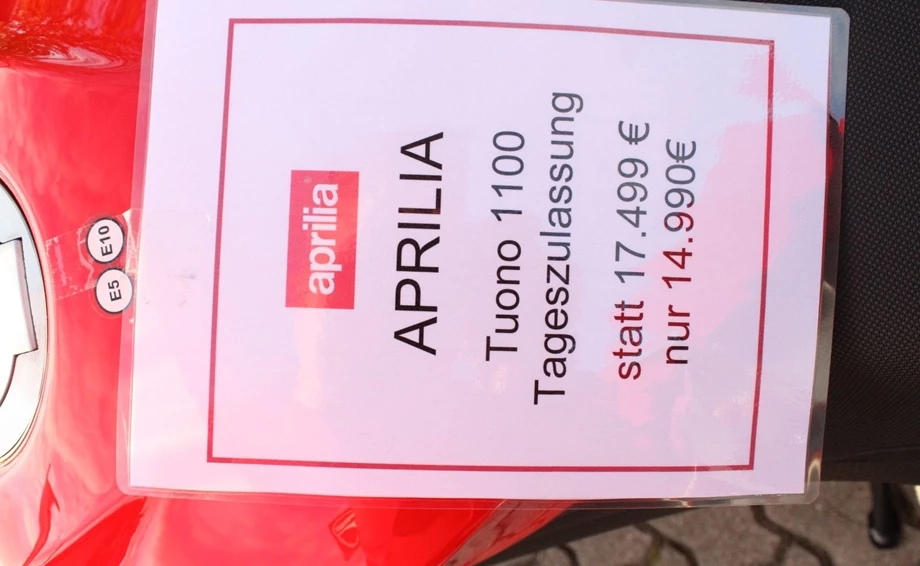 aprilia
APRILIA
Tuono 1100
Tageszulassung
statt 17.499 €
nur 14.990€
E5
E10